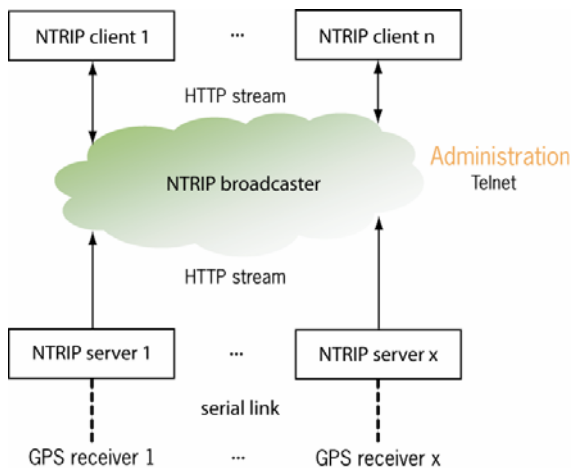 NTRIP client 1 ... NTRIP client n
HTTP stream
Administration
NTRIP broadcaster
Telnet
HTTP stream
NTRIP server 1 ... NTRIP server x
serial link
GPS receiver 1 ... GPS receiver x